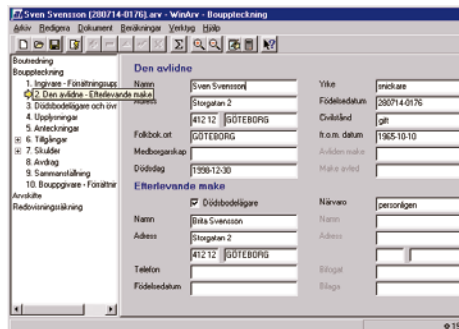 Sven Svensson (280714-0176).arv - WinArv - Bouppteckning
Arkiv Redigera Dokument Beräkningar Verktyg Hjälp
Boutredning
Bouppteckning
1. Ingivare - Förrättningsupp
2. Den avlidne - Efterlevande make
3. Dödsbodelägare och övr
4. Upplysningar
5. Anteckningar
6. Tillgångar
7. Skulder
8. Avdrag
9. Sammanställning
10. Bouppgivare - Förrättnir
Arvskifte
Redovisningsräkning
Den avlidne
Namn Sven Svensson Yrke snickare
Adress Storgatan 2 Födelsedatum 280714-0176
412 12 GÖTEBORG Civilstånd gift
Folkbok.ort GÖTEBORG fr.o.m. datum 1965-10-10
Medborgarskap Avliden make
Dödsdag 1998-12-30 Make avled
Efterlevande make
Dödsbodelägare Närvaro personligen
Namn Brita Svensson Namn
Adress Storgatan 2 Adress
412 12 GÖTEBORG
Telefon Bifogat
Födelsedatum Bilaga